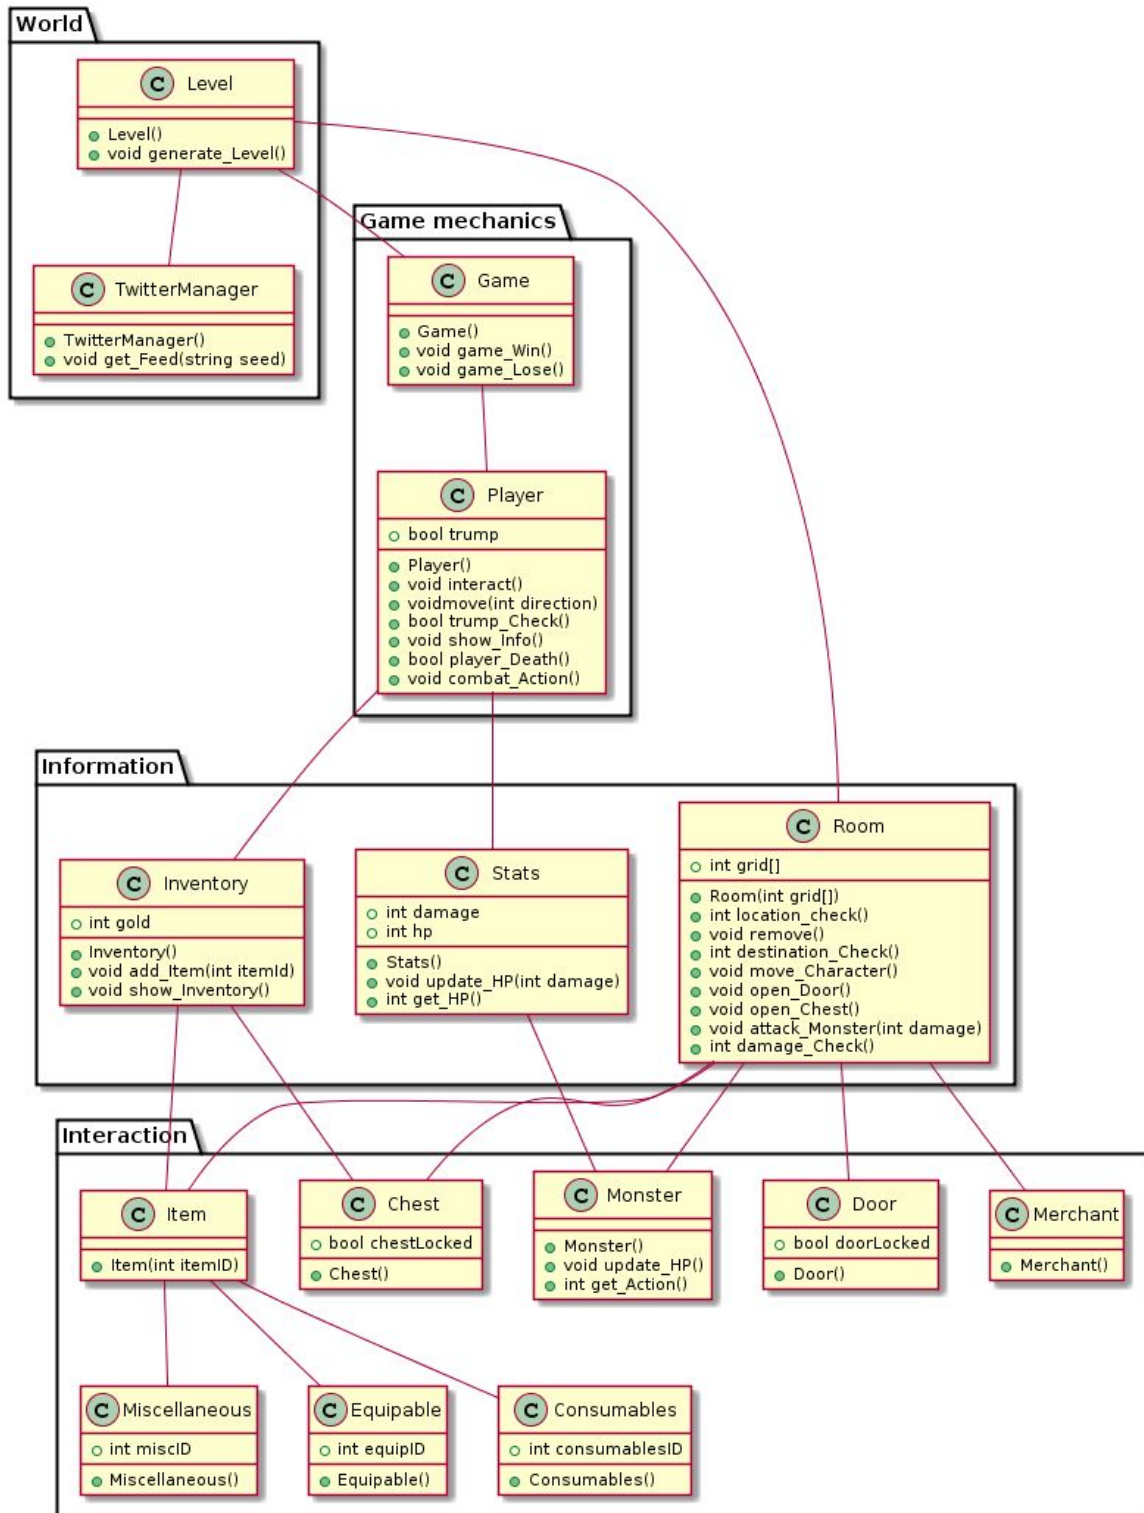 World
C Level
Level()
void generate_Level()
C TwitterManager
TwitterManager()
void get_Feed(string seed)
Game mechanics
C Game
Game()
void game_Win()
void game_Lose()
C Player
bool trump
Player()
void interact()
voidmove(int direction)
bool trump_Check()
void show_Info()
bool player_Death()
void combat_Action()
Information
C Inventory
int gold
Inventory()
void add_Item(int itemId)
void show_Inventory()
C Stats
int damage
int hp
Stats()
void update_HP(int damage)
int get_HP()
C Room
int grid[]
Room(int grid[])
int location_check()
void remove()
int destination_Check()
void move_Character()
void open_Door()
void open_Chest()
void attack_Monster(int damage)
int damage_Check()
Interaction
C Item
Item(int itemID)
C Chest
bool chestLocked
Chest()
C Monster
Monster()
void update_HP()
int get_Action()
C Door
bool doorLocked
Door()
C Merchant
Merchant()
C Miscellaneous
int miscID
Miscellaneous()
C Equipable
int equipID
Equipable()
C Consumables
int consumablesID
Consumables()